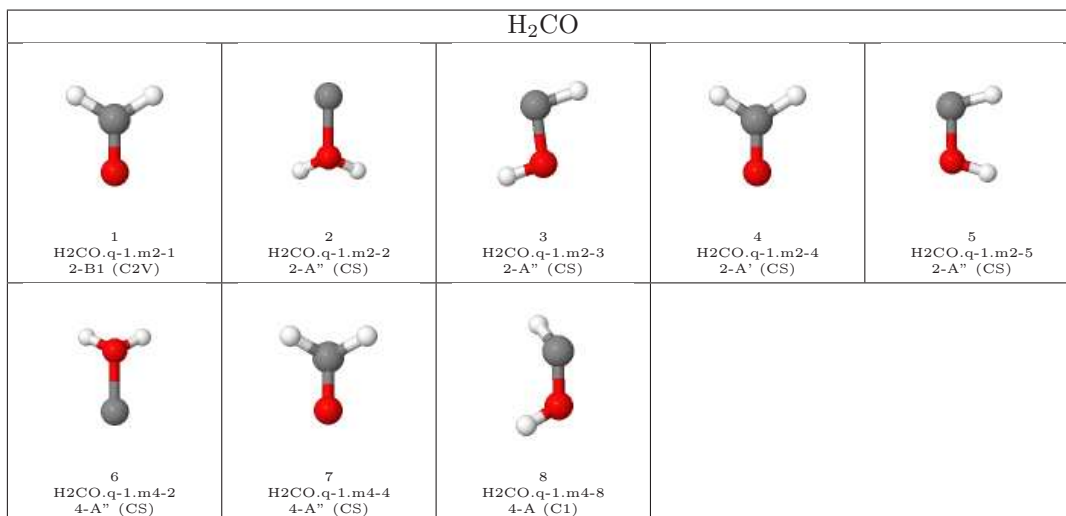 H₂CO
1
H2CO.q-1.m2-1
2-B1 (C2V)
2
H2CO.q-1.m2-2
2-A" (CS)
3
H2CO.q-1.m2-3
2-A" (CS)
4
H2CO.q-1.m2-4
2-A' (CS)
5
H2CO.q-1.m2-5
2-A" (CS)
6
H2CO.q-1.m4-2
4-A" (CS)
7
H2CO.q-1.m4-4
4-A" (CS)
8
H2CO.q-1.m4-8
4-A (C1)